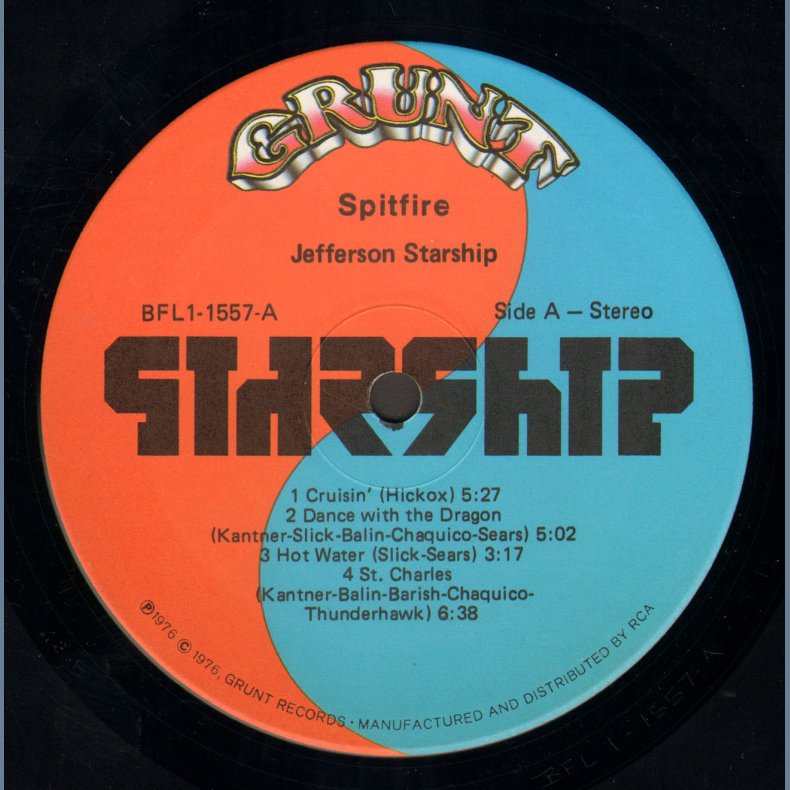 GRUNT
Spitfire
Jefferson Starship
BFL1-1557-A
Side A — Stereo
STARSHIP
1 Cruisin' (Hickox) 5:27
2 Dance with the Dragon
(Kantner-Slick-Balin-Chaquico-Sears) 5:02
3 Hot Water (Slick-Sears) 3:17
4 St. Charles
(Kantner-Balin-Barish-Chaquico-
Thunderhawk) 6:38
℗1976 © 1976, GRUNT RECORDS · MANUFACTURED AND DISTRIBUTED BY RCA
BFL 1 - 1557 A